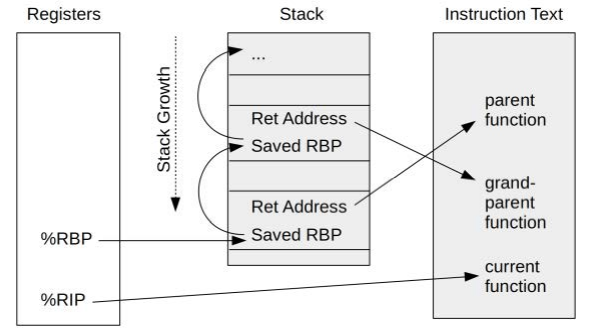 Registers
Stack
Instruction Text
Stack Growth
...
Ret Address
Saved RBP
Ret Address
Saved RBP
%RBP
%RIP
parent
function
grand-
parent
function
current
function